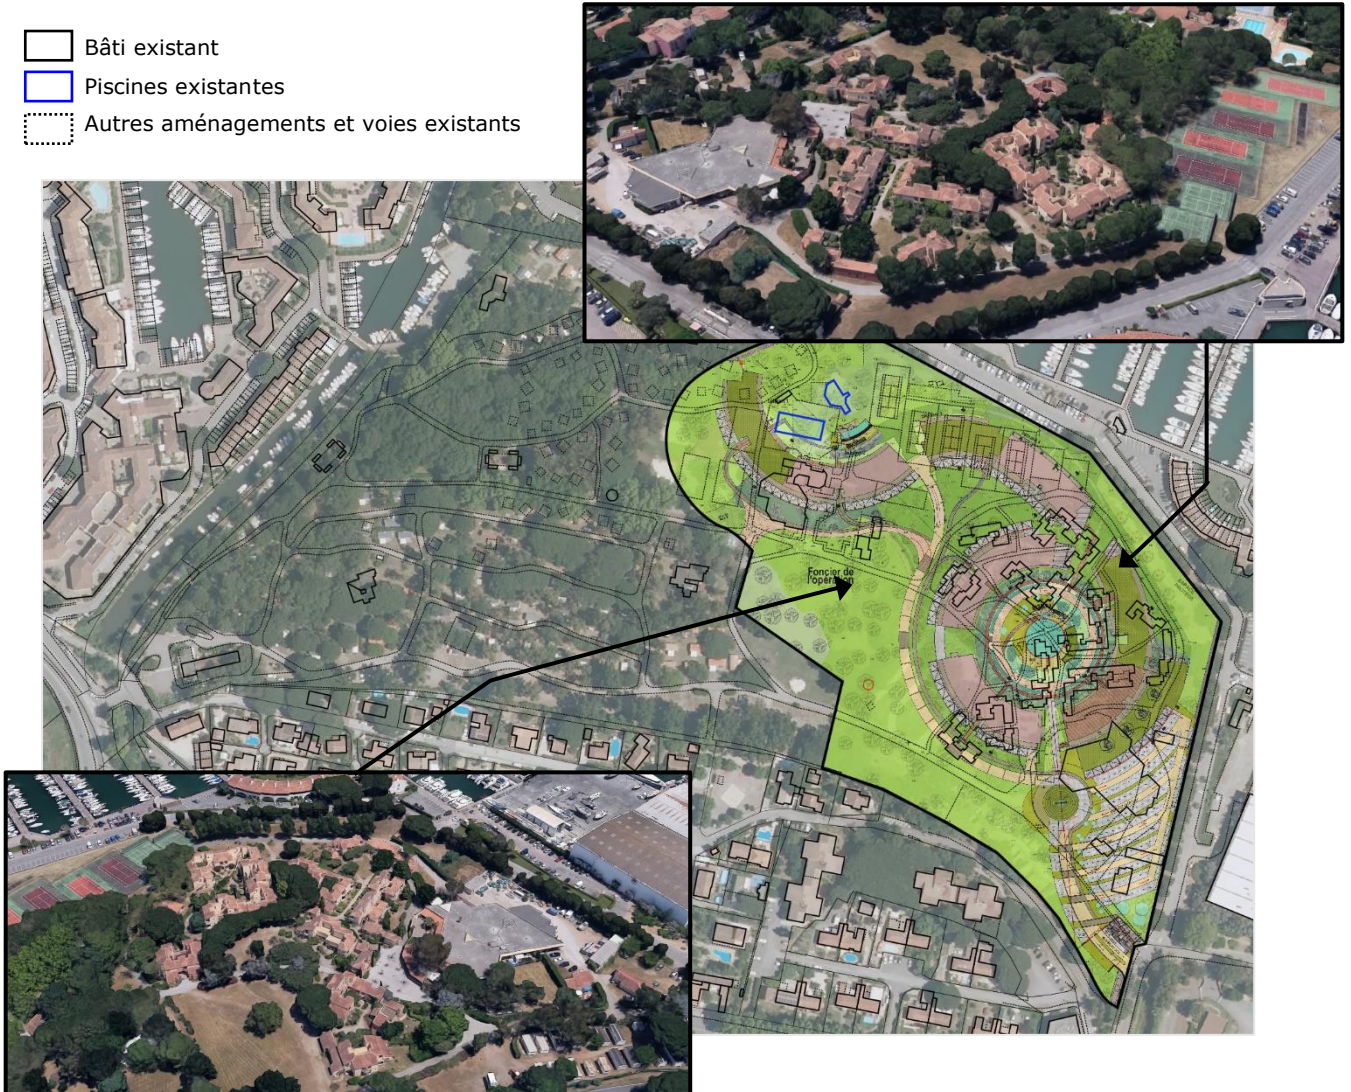 Bâti existant
Piscines existantes
Autres aménagements et voies existants
Foncier de
l'opération